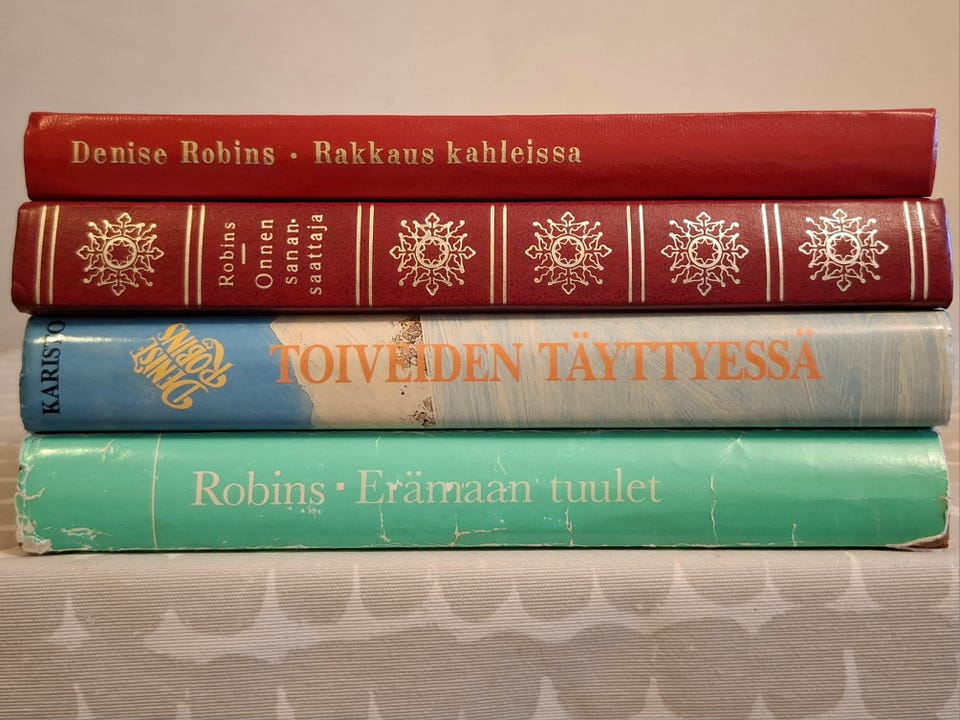 Denise Robins · Rakkaus kahleissa
Robins
Onnen
sanan-
saattaja
KARISTO
DENISE
ROBINS
TOIVEIDEN TÄYTTYESSÄ
Robins · Erämaan tuulet